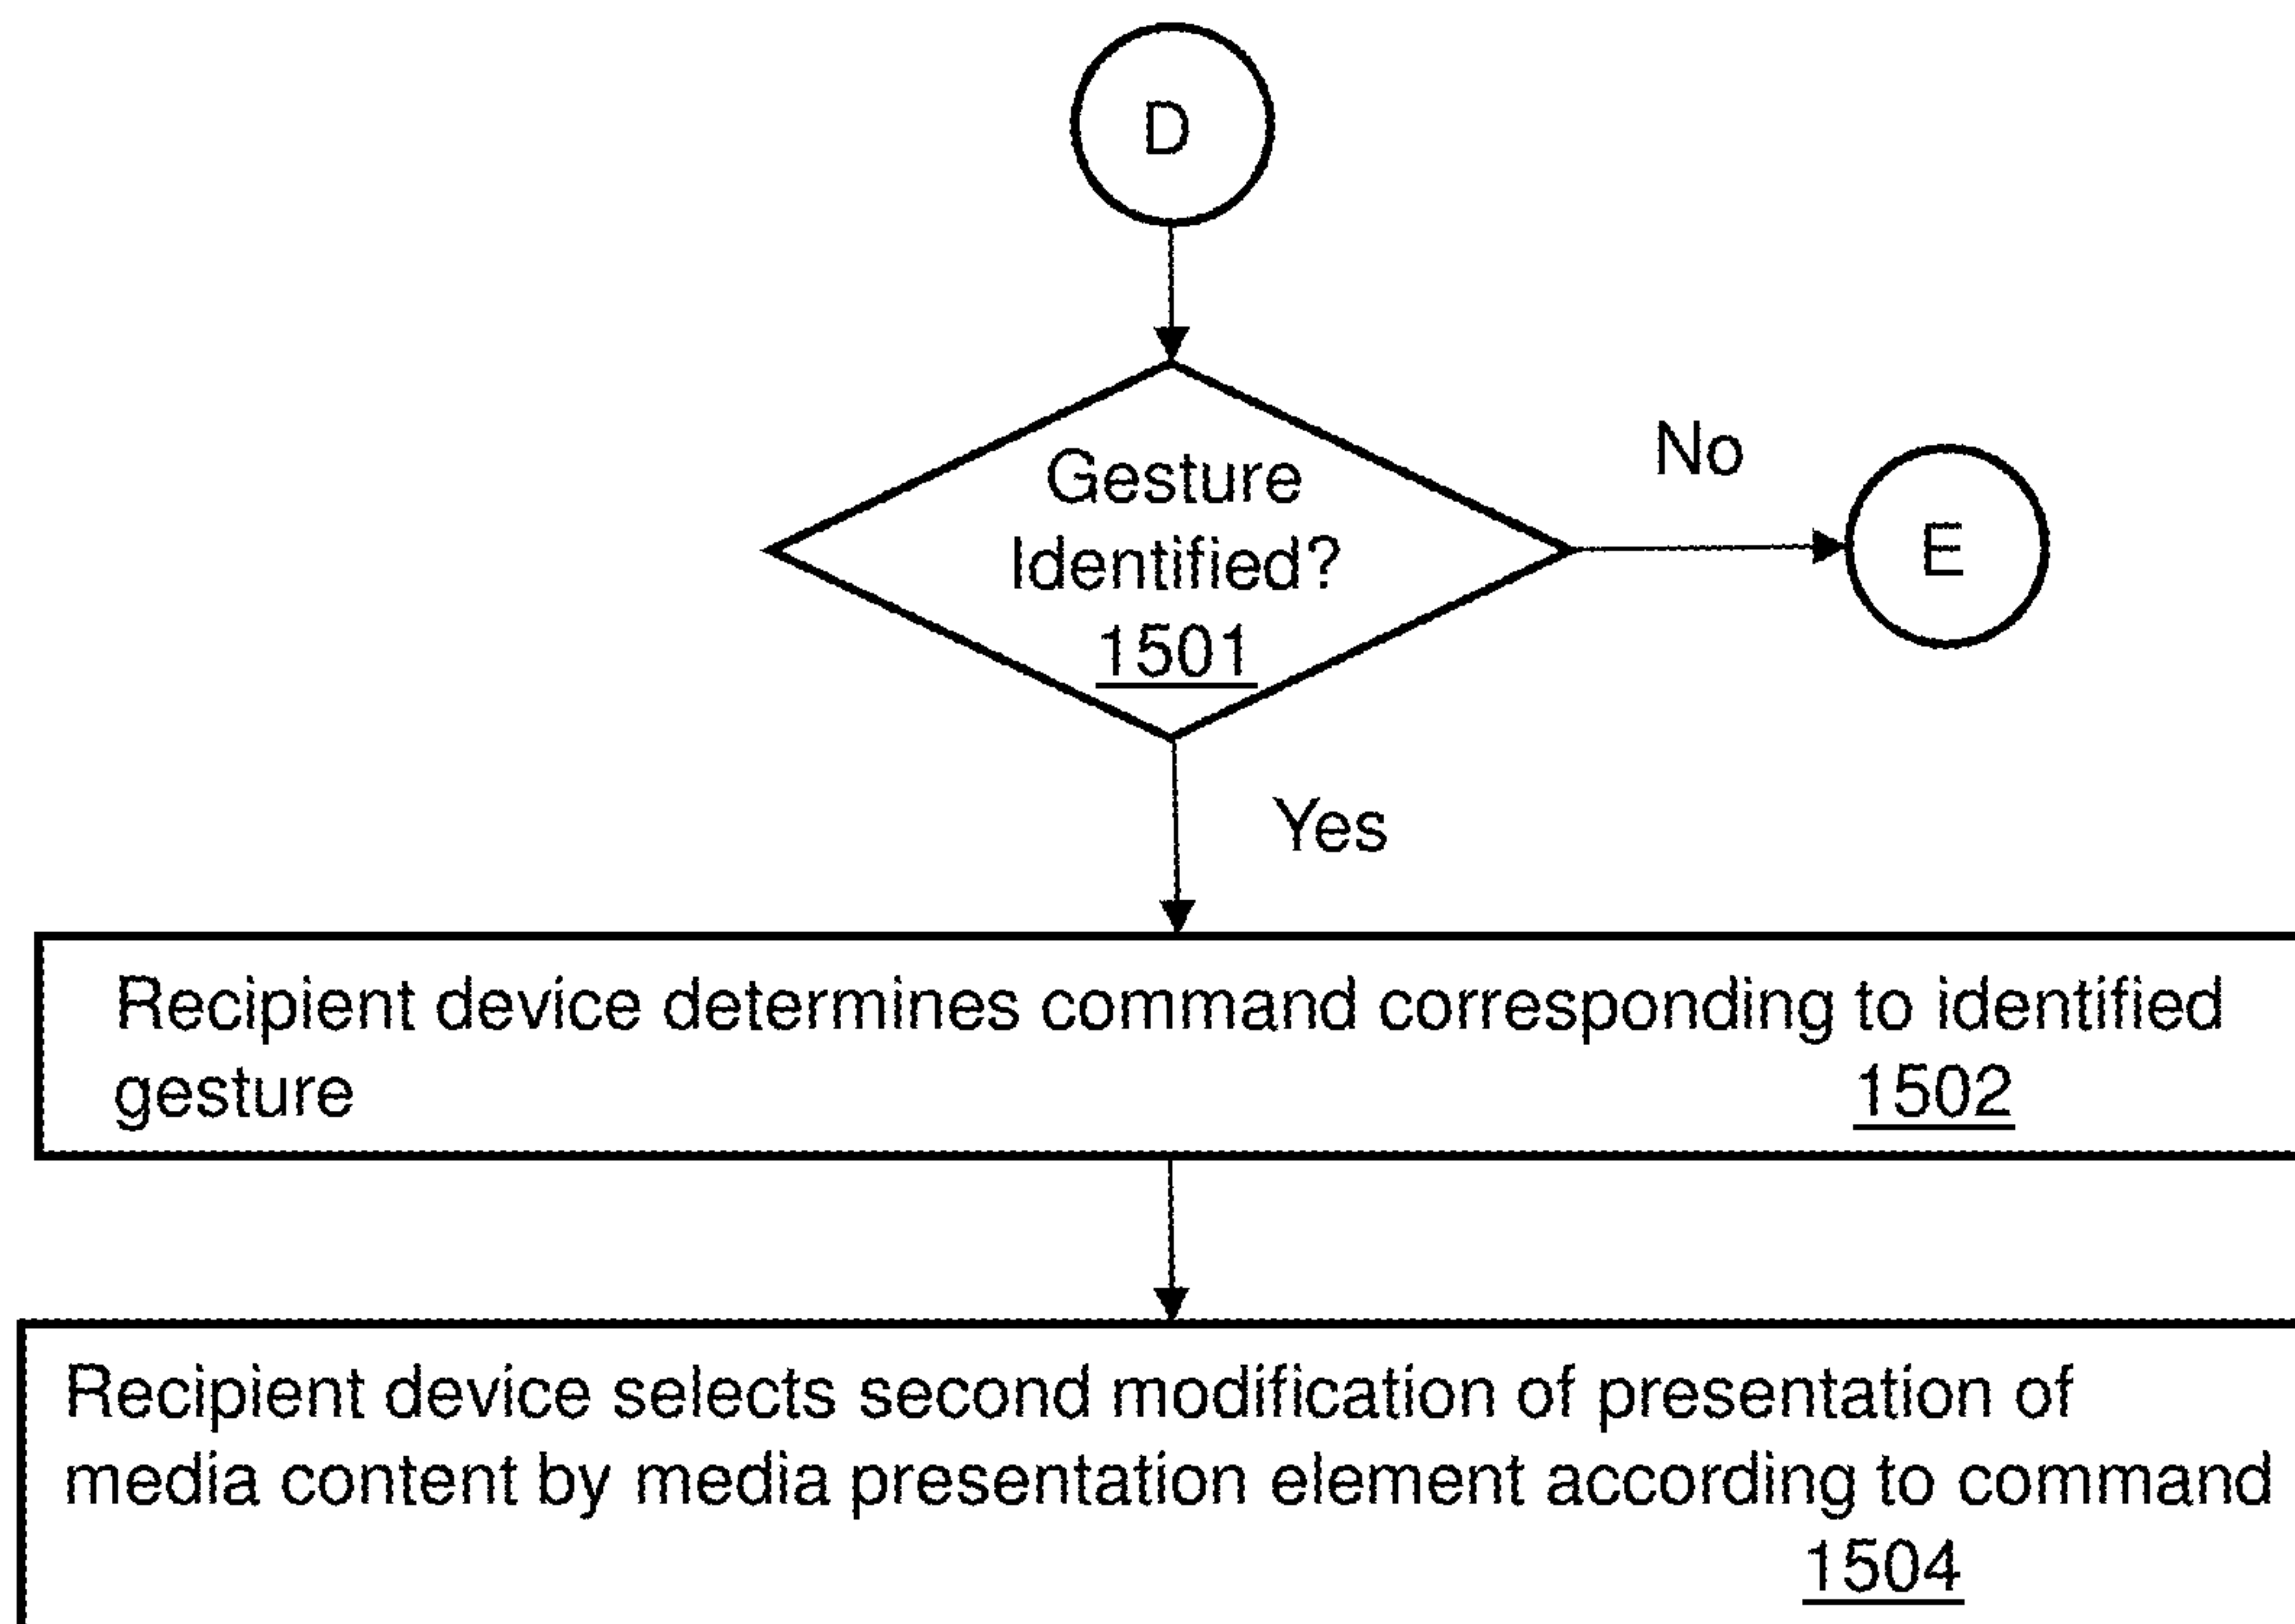 D
Gesture
Identified?
1501
No
E
Yes
Recipient device determines command corresponding to identified
gesture 1502
Recipient device selects second modification of presentation of
media content by media presentation element according to command
1504